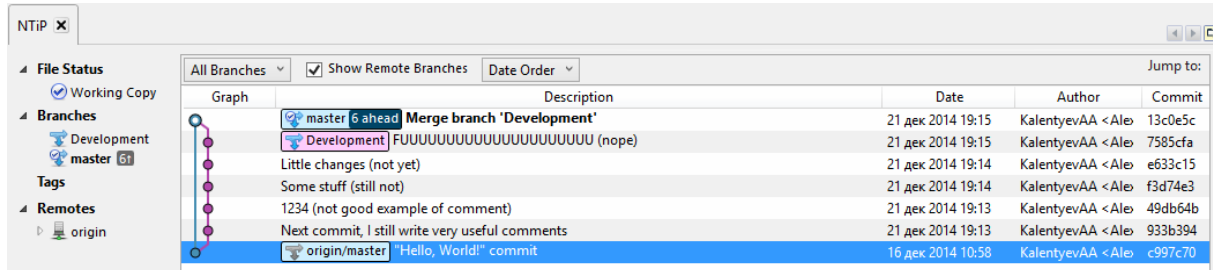 NTiP
File Status
Working Copy
Branches
Development
master 6↑
Tags
Remotes
origin
All Branches Show Remote Branches Date Order Jump to:
Graph Description Date Author Commit
master 6 ahead Merge branch 'Development' 21 дек 2014 19:15 KalentyevAA <Ale 13c0e5c
Development FUUUUUUUUUUUUUUUUUUUUUU (nope) 21 дек 2014 19:15 KalentyevAA <Ale 7585cfa
Little changes (not yet) 21 дек 2014 19:14 KalentyevAA <Ale e633c15
Some stuff (still not) 21 дек 2014 19:14 KalentyevAA <Ale f3d74e3
1234 (not good example of comment) 21 дек 2014 19:13 KalentyevAA <Ale 49db64b
Next commit, I still write very useful comments 21 дек 2014 19:13 KalentyevAA <Ale 933b394
origin/master "Hello, World!" commit 16 дек 2014 10:58 KalentyevAA <Ale c997c70